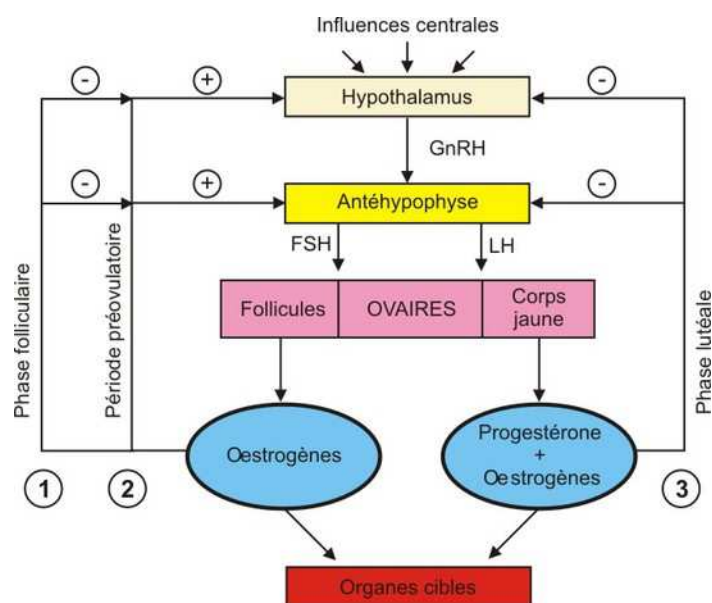 Influences centrales
-
+
-
Hypothalamus
GnRH
-
+
-
Antéhypophyse
FSH
LH
Phase folliculaire
Période préovulatoire
Follicules
OVAIRES
Corps
jaune
Phase lutéale
Oestrogènes
Progestérone
+
Oestrogènes
1
2
3
Organes cibles